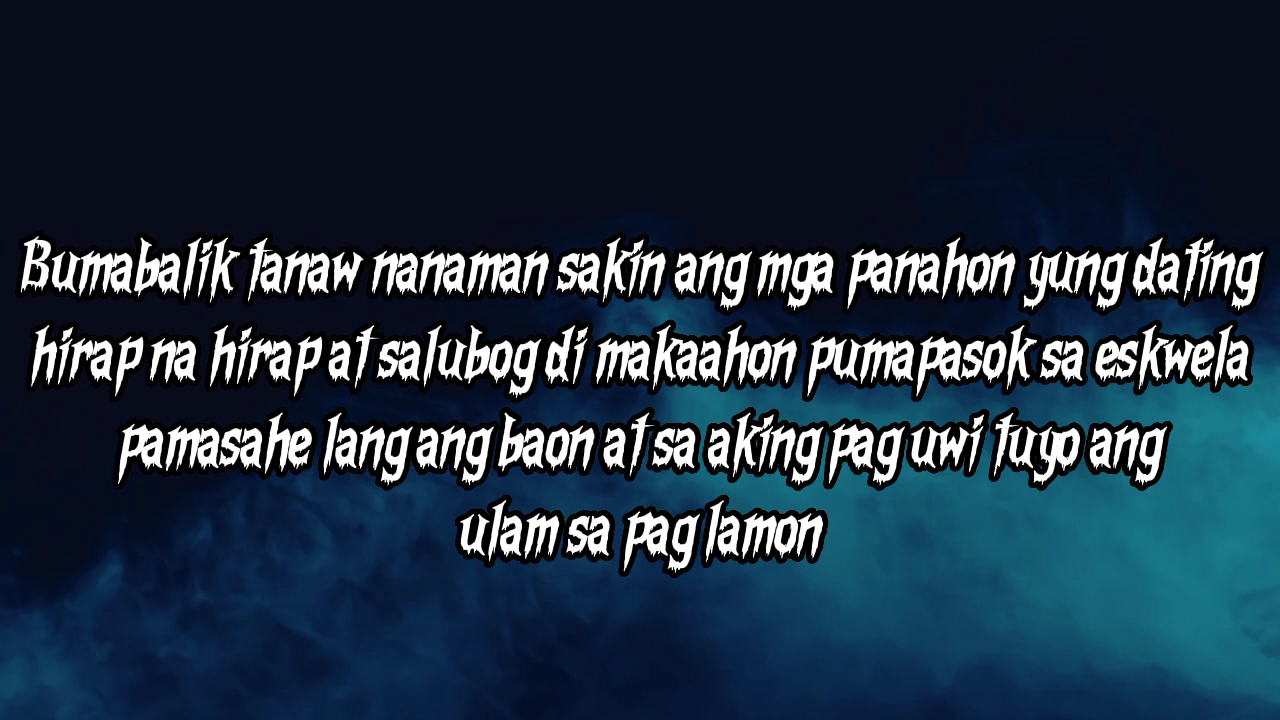 Bumabalik tanaw nanaman sakin ang mga panahon yung dating
hirap na hirap at salubog di makaahon pumapasok sa eskwela
pamasahe lang ang baon at sa aking pag uwi tuyo ang
ulam sa pag lamon